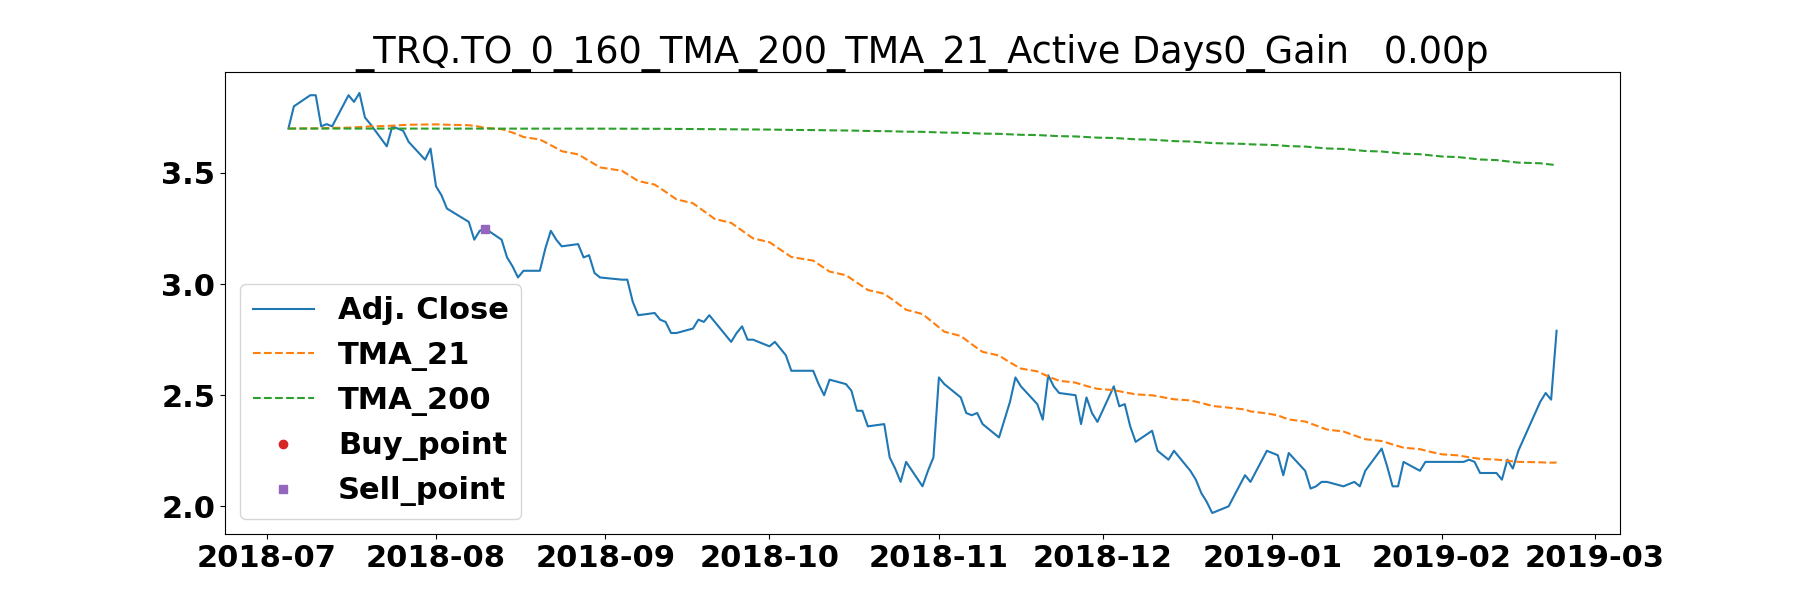 _TRQ.TO_0_160_TMA_200_TMA_21_Active Days0_Gain   0.00p
3.5
3.0
2.5
2.0
Adj. Close
TMA_21
TMA_200
Buy_point
Sell_point
2018-07 2018-08 2018-09 2018-10 2018-11 2018-12 2019-01 2019-02 2019-03